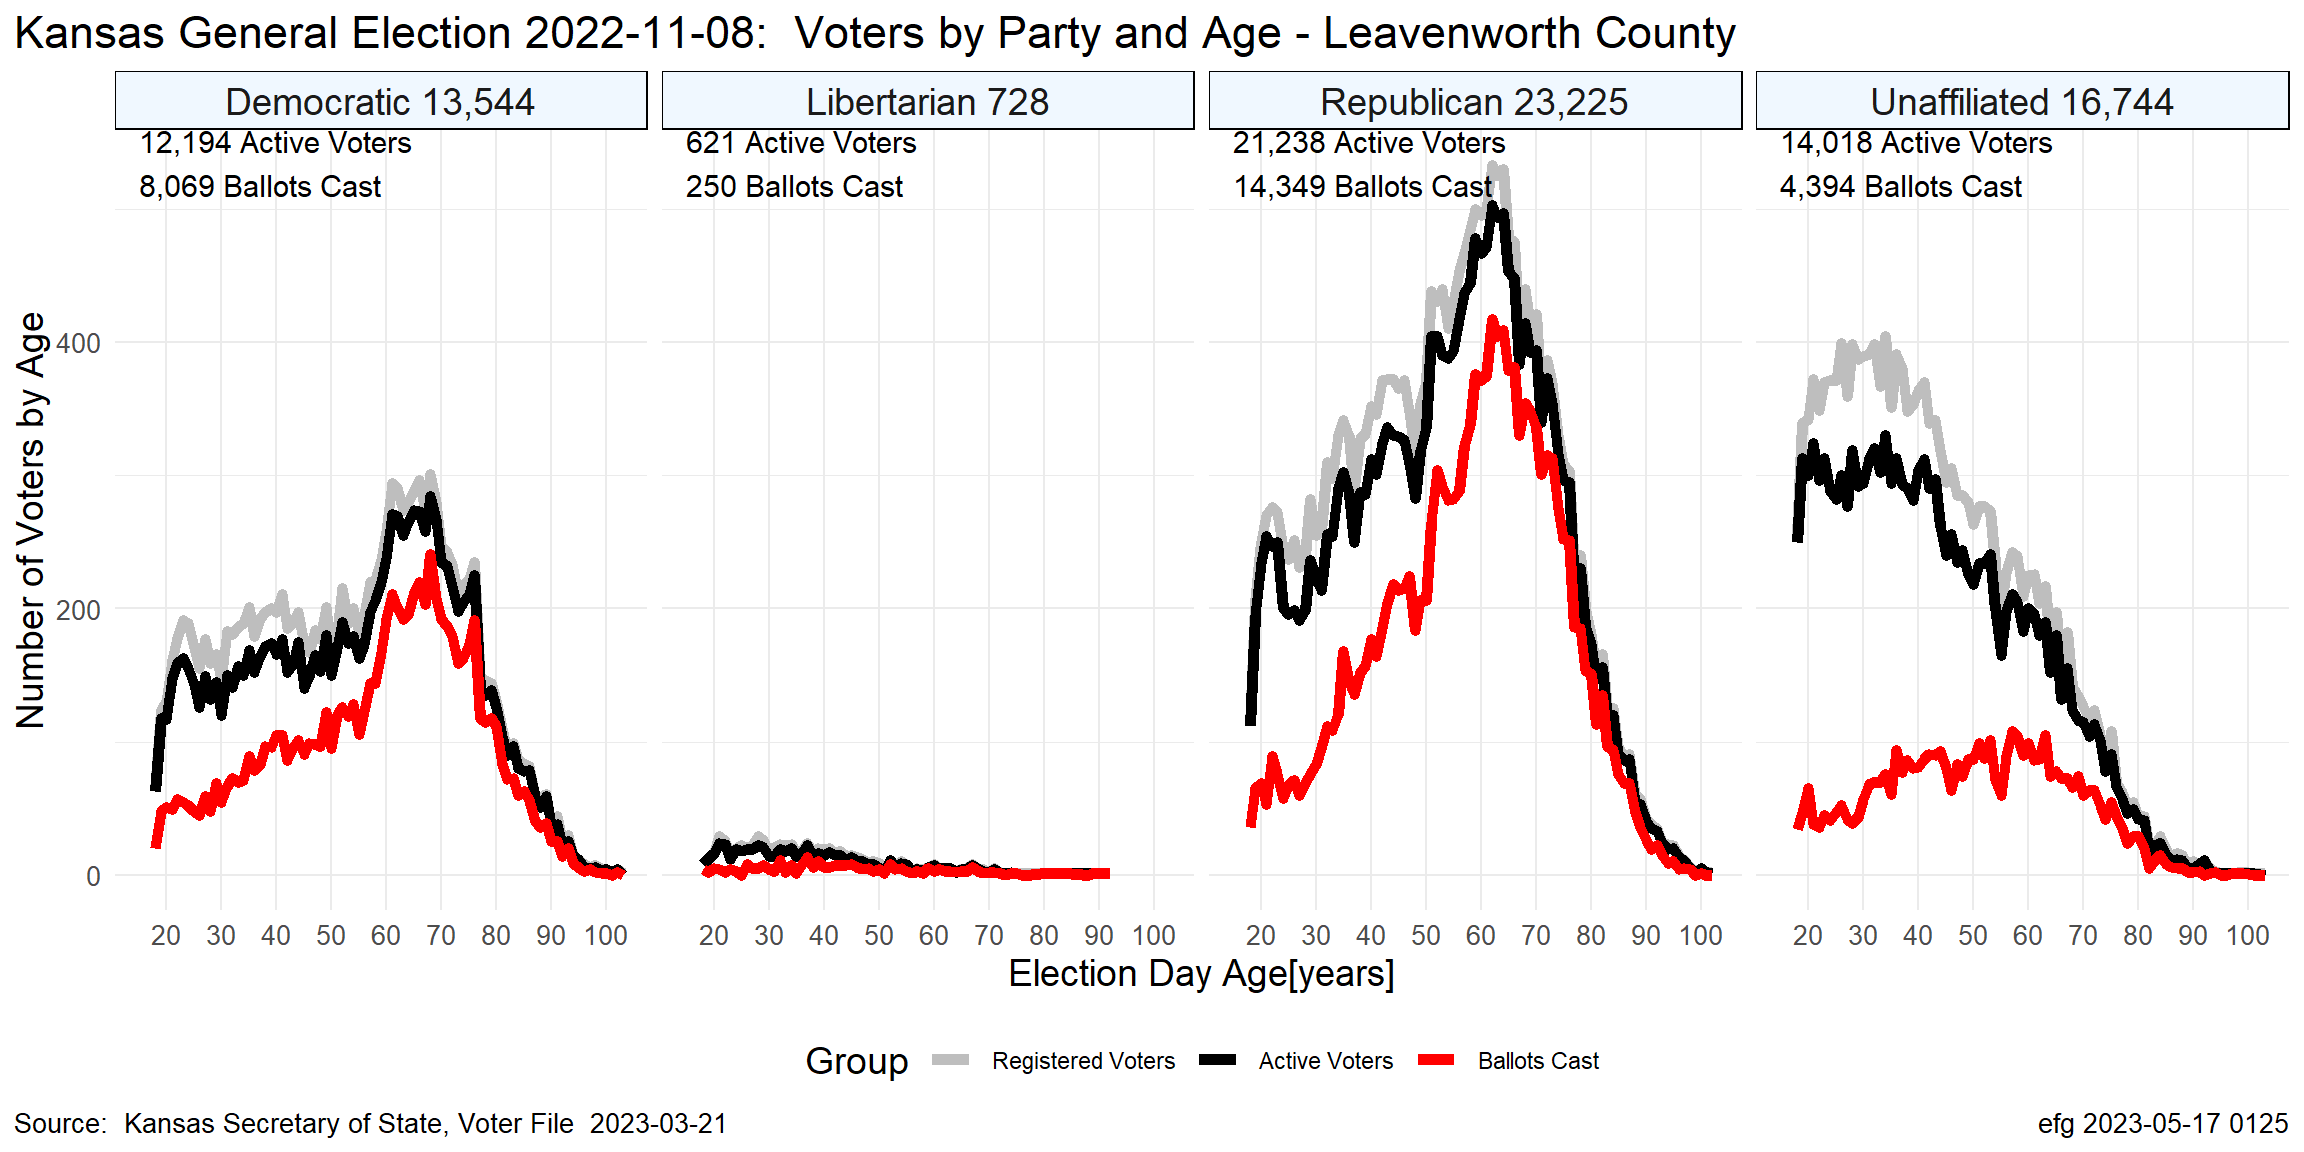 Kansas General Election 2022-11-08:  Voters by Party and Age - Leavenworth County
Democratic 13,544
Libertarian 728
Republican 23,225
Unaffiliated 16,744
12,194 Active Voters
8,069 Ballots Cast
621 Active Voters
250 Ballots Cast
21,238 Active Voters
14,349 Ballots Cast
14,018 Active Voters
4,394 Ballots Cast
Number of Voters by Age
400
200
0
20 30 40 50 60 70 80 90 100
20 30 40 50 60 70 80 90 100
20 30 40 50 60 70 80 90 100
20 30 40 50 60 70 80 90 100
Election Day Age[years]
Group Registered Voters Active Voters Ballots Cast
Source:  Kansas Secretary of State, Voter File  2023-03-21
efg 2023-05-17 0125